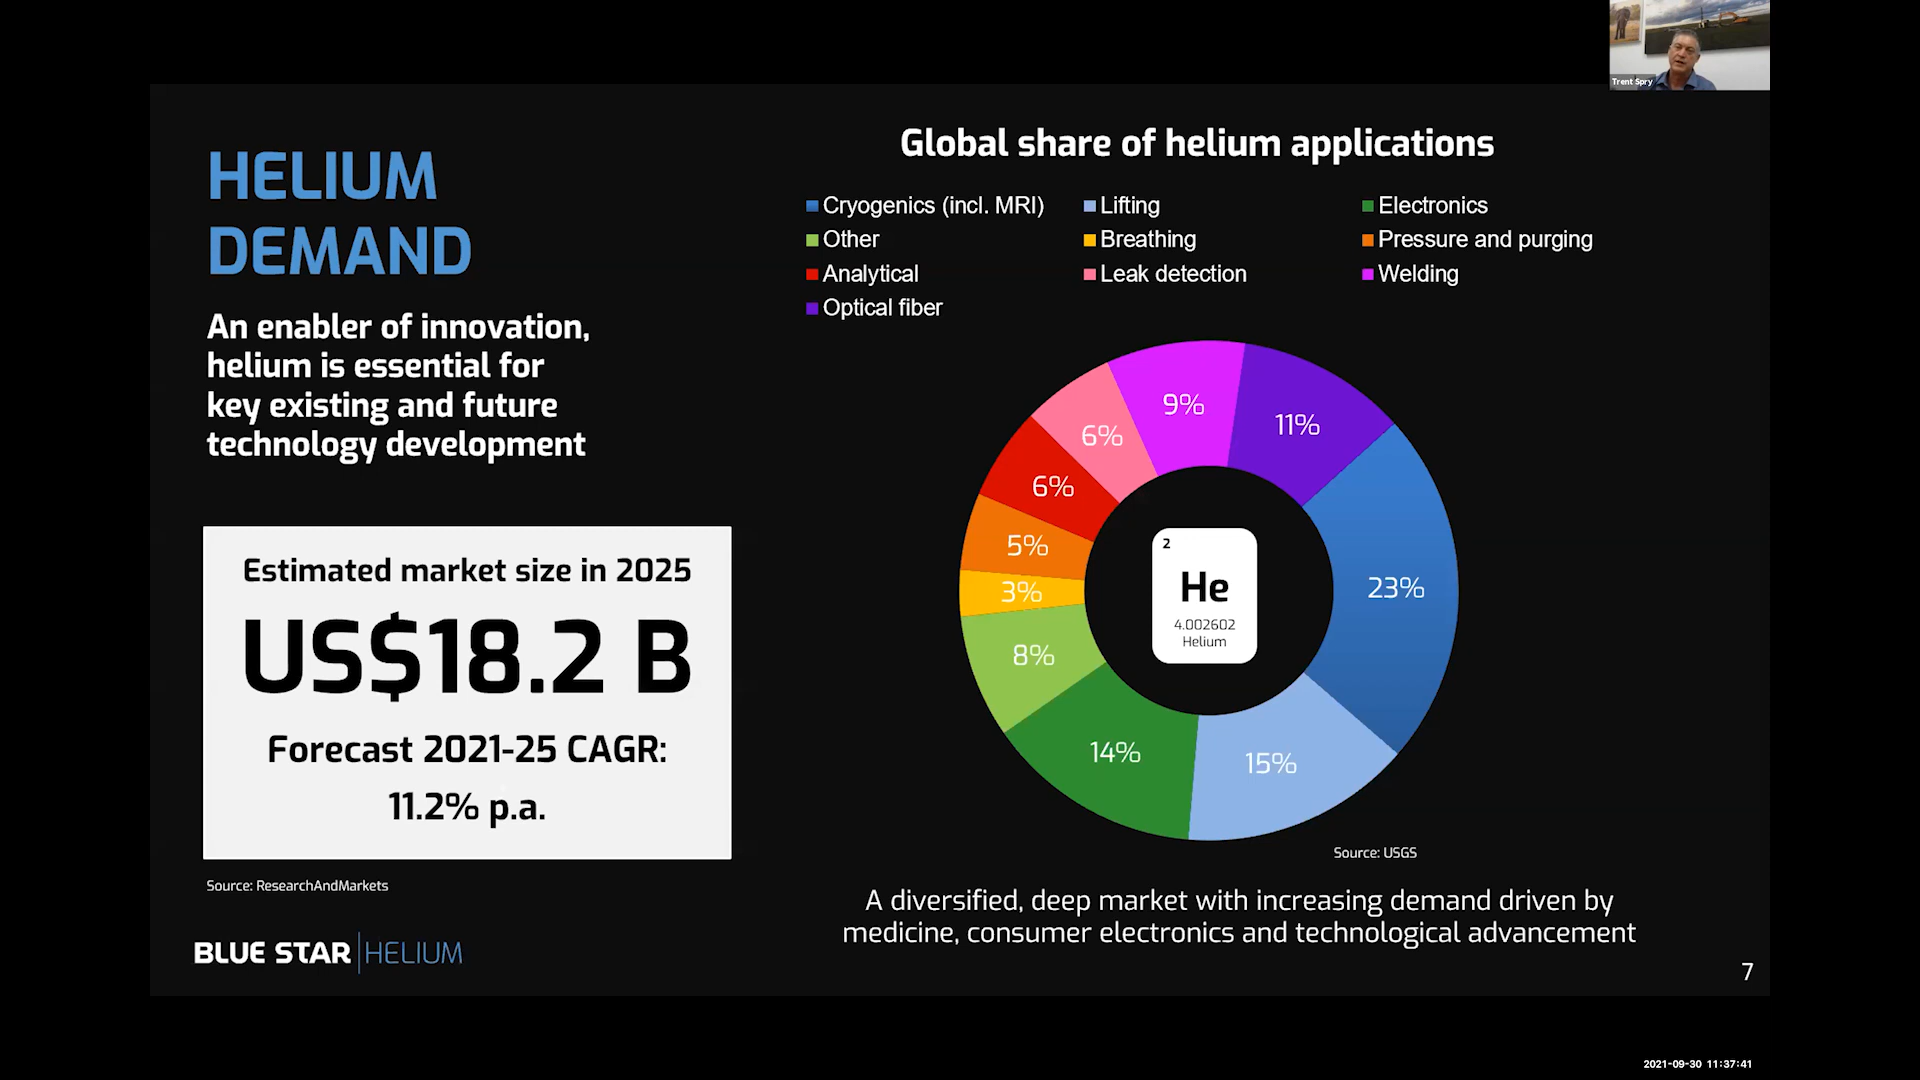 Trent Spry
HELIUM
DEMAND
An enabler of innovation,
helium is essential for
key existing and future
technology development
Estimated market size in 2025
US$18.2 B
Forecast 2021-25 CAGR:
11.2% p.a.
Source: ResearchAndMarkets
BLUE STAR HELIUM
Global share of helium applications
Cryogenics (incl. MRI) Lifting Electronics
Other Breathing Pressure and purging
Analytical Leak detection Welding
Optical fiber
9%
11%
6%
6%
5%
3%
23%
8%
14%
15%
2
He
4.002602
Helium
Source: USGS
A diversified, deep market with increasing demand driven by
medicine, consumer electronics and technological advancement
7
2021-09-30 11:37:41